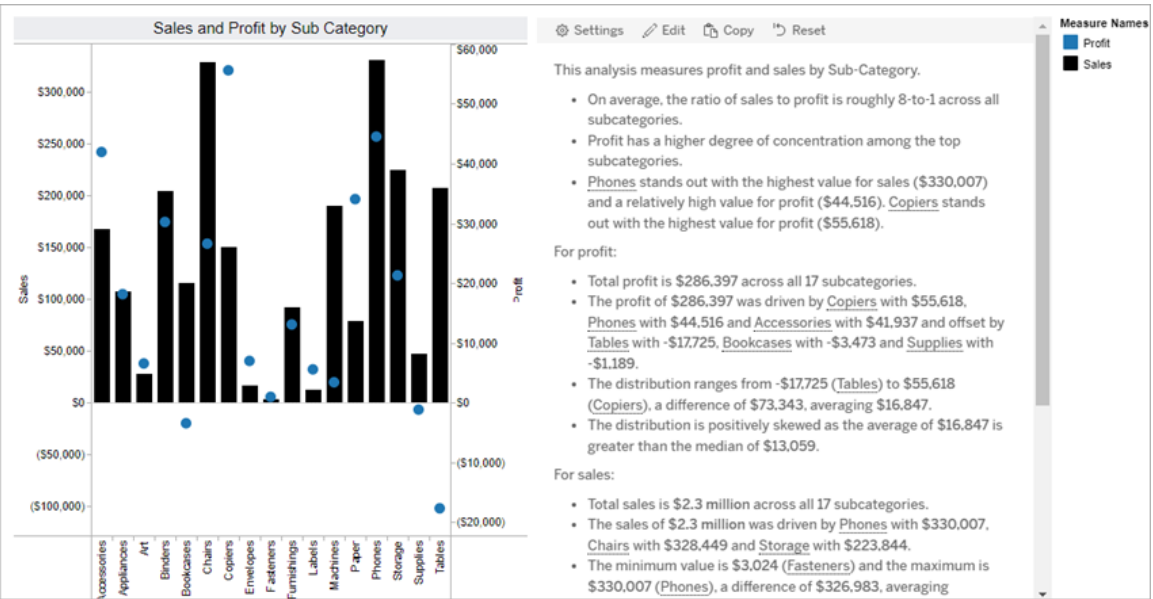 Sales and Profit by Sub Category
$300,000
$250,000
$200,000
$150,000
$100,000
$50,000
$0
($50,000)
($100,000)
Sales
$60,000
$50,000
$40,000
$30,000
$20,000
$10,000
$0
($10,000)
($20,000)
Profit
Accessories
Appliances
Art
Binders
Bookcases
Chairs
Copiers
Envelopes
Fasteners
Furnishings
Labels
Machines
Paper
Phones
Storage
Supplies
Tables
Settings Edit Copy Reset
This analysis measures profit and sales by Sub-Category.
• On average, the ratio of sales to profit is roughly 8-to-1 across all
subcategories.
• Profit has a higher degree of concentration among the top
subcategories.
• Phones stands out with the highest value for sales ($330,007)
and a relatively high value for profit ($44,516). Copiers stands
out with the highest value for profit ($55,618).
For profit:
• Total profit is $286,397 across all 17 subcategories.
• The profit of $286,397 was driven by Copiers with $55,618,
Phones with $44,516 and Accessories with $41,937 and offset by
Tables with -$17,725, Bookcases with -$3,473 and Supplies with
-$1,189.
• The distribution ranges from -$17,725 (Tables) to $55,618
(Copiers), a difference of $73,343, averaging $16,847.
• The distribution is positively skewed as the average of $16,847 is
greater than the median of $13,059.
For sales:
• Total sales is $2.3 million across all 17 subcategories.
• The sales of $2.3 million was driven by Phones with $330,007,
Chairs with $328,449 and Storage with $223,844.
• The minimum value is $3,024 (Fasteners) and the maximum is
$330,007 (Phones), a difference of $326,983, averaging
Measure Names
Profit
Sales